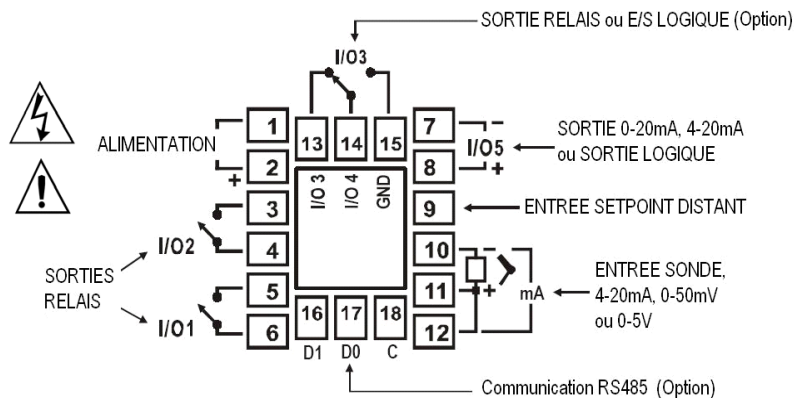 SORTIE RELAIS ou E/S LOGIQUE (Option)
I/O3
1
13
14
15
7
−
SORTIE 0-20mA, 4-20mA
ALIMENTATION
I/O5
ou SORTIE LOGIQUE
+
2
8
+
I/O 3
I/O 4
GND
3
9
ENTREE SETPOINT DISTANT
I/O2
4
10
SORTIES
RELAIS
5
11
+
mA
ENTREE SONDE,
4-20mA, 0-50mV
ou 0-5V
I/O1
6
16
17
18
12
D1
D0
C
Communication RS485 (Option)